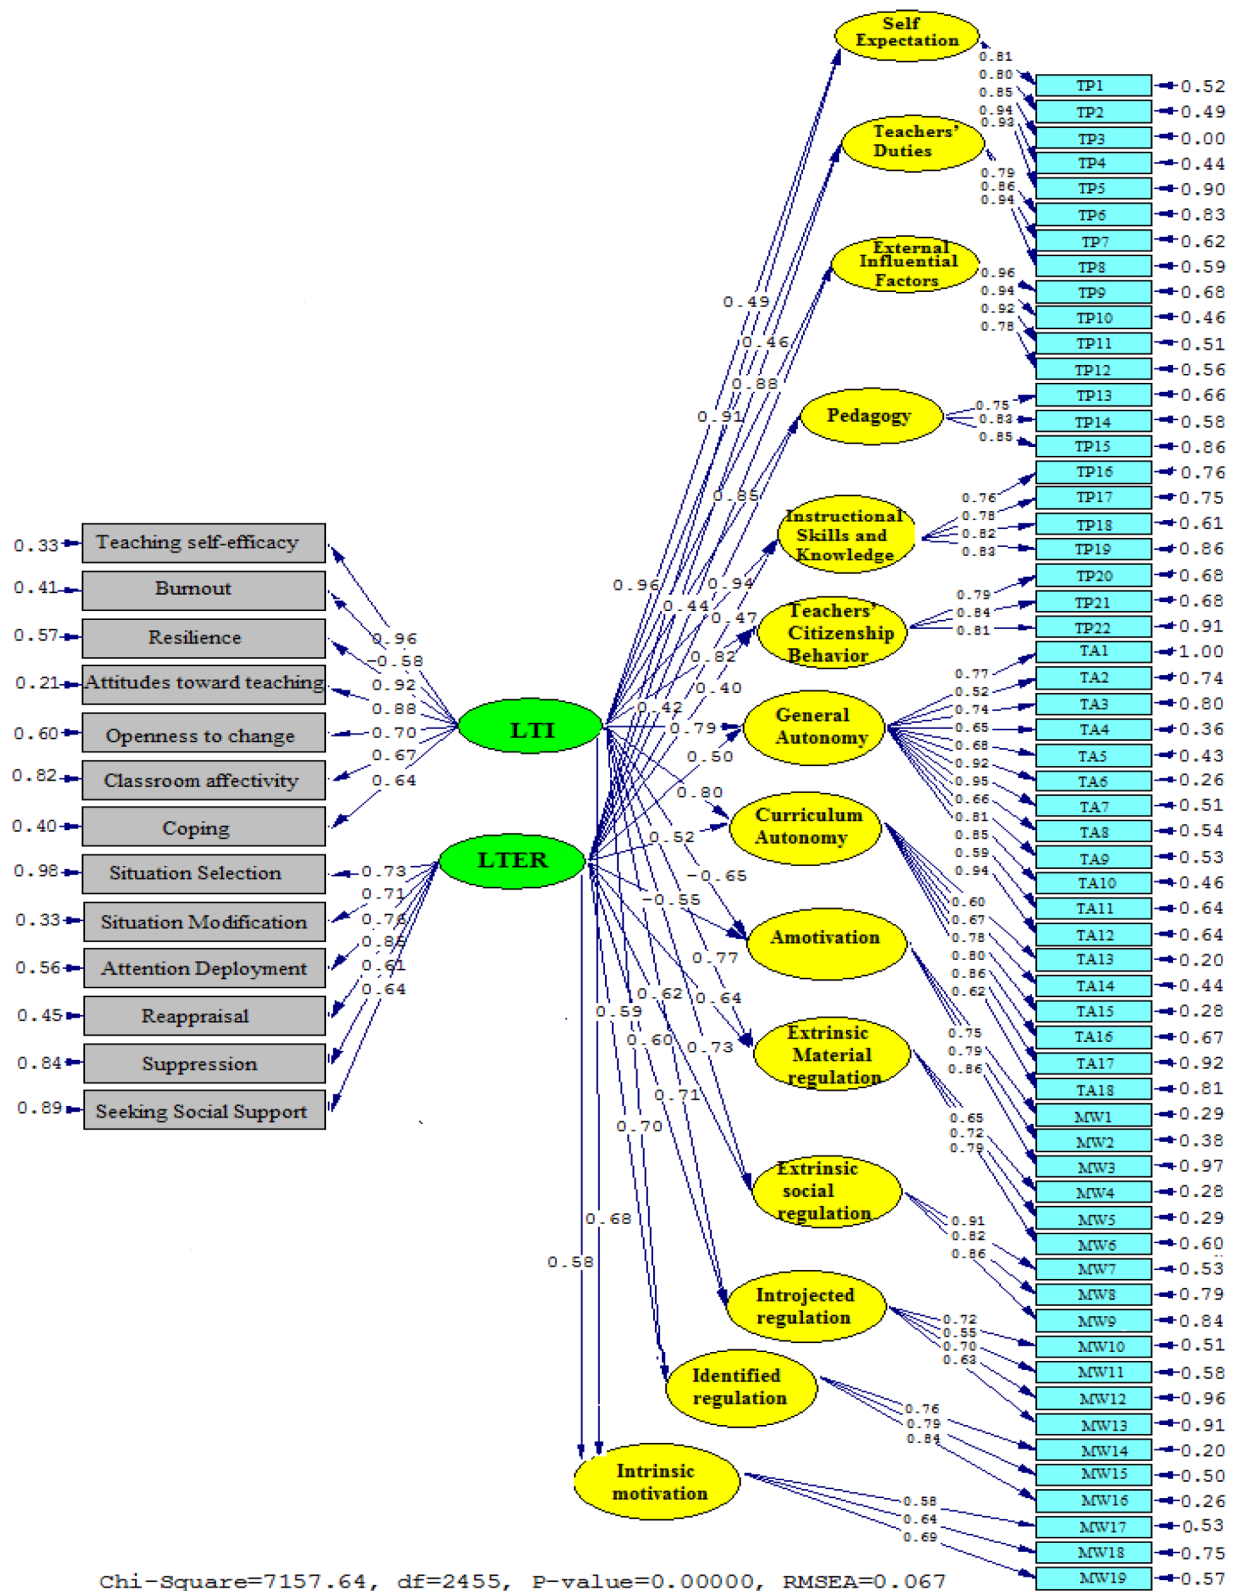 Self
Expectation
0.81
0.80
0.85
0.94
0.93
TP1
0.52
TP2
0.49
TP3
0.00
TP4
0.44
TP5
0.90
TP6
0.83
TP7
0.62
TP8
0.59
TP9
0.68
TP10
0.46
TP11
0.51
TP12
0.56
TP13
0.66
TP14
0.58
TP15
0.86
TP16
0.76
TP17
0.75
TP18
0.61
TP19
0.86
TP20
0.68
TP21
0.68
TP22
0.91
TA1
1.00
TA2
0.74
TA3
0.80
TA4
0.36
TA5
0.43
TA6
0.26
TA7
0.51
TA8
0.54
TA9
0.53
TA10
0.46
TA11
0.64
TA12
0.64
TA13
0.20
TA14
0.44
TA15
0.28
TA16
0.67
TA17
0.92
TA18
0.81
MW1
0.29
MW2
0.38
MW3
0.97
MW4
0.28
MW5
0.29
MW6
0.60
MW7
0.53
MW8
0.79
MW9
0.84
MW10
0.51
MW11
0.58
MW12
0.96
MW13
0.91
MW14
0.20
MW15
0.50
MW16
0.26
MW17
0.53
MW18
0.75
MW19
0.57
Teachers'
Duties
0.79
0.86
0.94
External
Influential
Factors
0.96
0.94
0.92
0.78
Pedagogy
0.75
0.83
0.85
Instructional
Skills and
Knowledge
0.76
0.78
0.82
0.83
Teachers'
Citizenship
Behavior
0.79
0.84
0.81
General
Autonomy
0.77
0.52
0.74
0.65
0.68
0.92
0.95
0.66
0.81
0.85
0.59
0.94
Curriculum
Autonomy
0.60
0.67
0.78
0.80
0.86
0.62
Amotivation
0.75
0.79
0.86
Extrinsic
Material
regulation
0.65
0.72
0.79
Extrinsic
social
regulation
0.91
0.82
0.86
Introjected
regulation
0.72
0.55
0.70
0.63
Identified
regulation
0.76
0.79
0.84
Intrinsic
motivation
0.58
0.64
0.69
0.49
0.46
0.88
0.91
0.85
0.96
0.94
0.44
0.47
0.82
0.40
0.42
0.79
0.50
0.80
0.52
-0.65
-0.55
0.77
0.62
0.64
0.59
0.60
0.73
0.71
0.70
0.68
0.58
LTI
LTER
0.33
Teaching self-efficacy
0.41
Burnout
0.57
Resilience
0.21
Attitudes toward teaching
0.60
Openness to change
0.82
Classroom affectivity
0.40
Coping
0.98
Situation Selection
0.33
Situation Modification
0.56
Attention Deployment
0.45
Reappraisal
0.84
Suppression
0.89
Seeking Social Support
0.96
-0.58
0.92
0.88
0.70
0.67
0.64
0.73
0.71
0.76
0.85
0.61
0.64
Chi-Square=7157.64, df=2455, P-value=0.00000, RMSEA=0.067